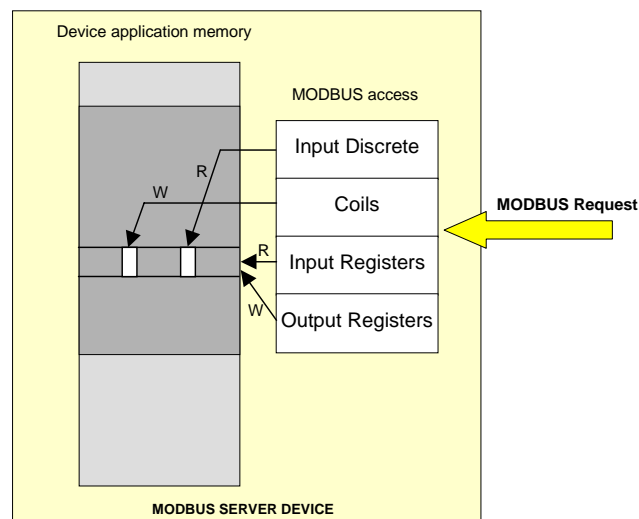 Device application memory
MODBUS access
Input Discrete
R
W
Coils
MODBUS Request
R
Input Registers
W
Output Registers
MODBUS SERVER DEVICE